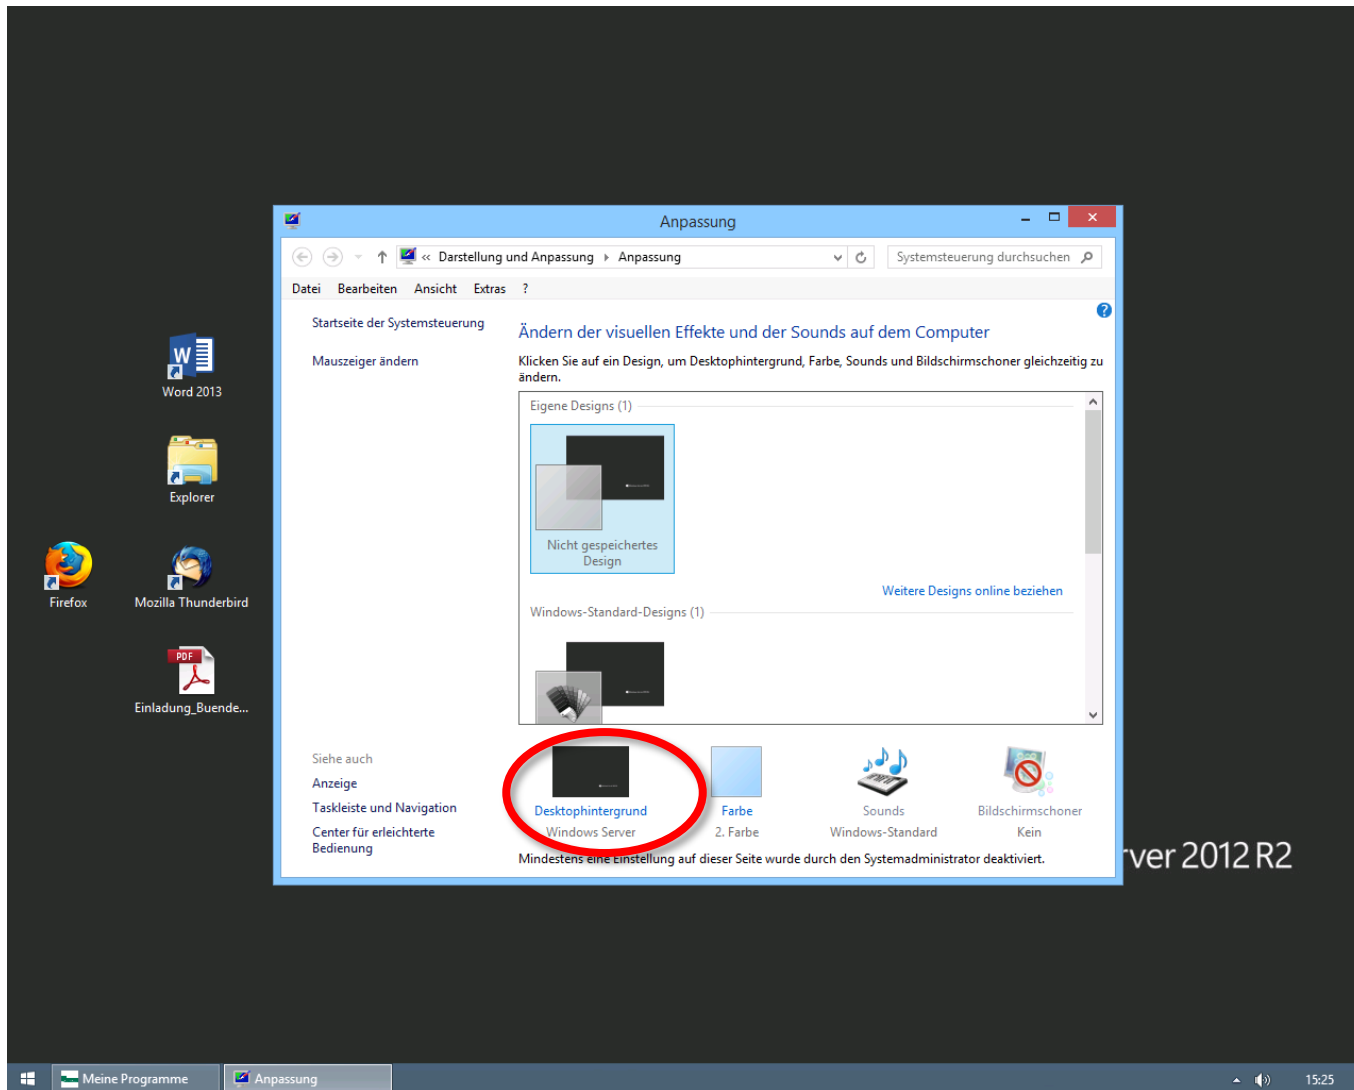 Anpassung
« Darstellung und Anpassung Anpassung
Systemsteuerung durchsuchen
Datei Bearbeiten Ansicht Extras ?
Startseite der Systemsteuerung
Mauszeiger ändern
Ändern der visuellen Effekte und der Sounds auf dem Computer
Klicken Sie auf ein Design, um Desktophintergrund, Farbe, Sounds und Bildschirmschoner gleichzeitig zu
ändern.
Eigene Designs (1)
Nicht gespeichertes
Design
Weitere Designs online beziehen
Windows-Standard-Designs (1)
Siehe auch
Anzeige
Taskleiste und Navigation
Center für erleichterte
Bedienung
Desktophintergrund
Windows Server
Farbe
2. Farbe
Sounds
Windows-Standard
Bildschirmschoner
Kein
Mindestens eine Einstellung auf dieser Seite wurde durch den Systemadministrator deaktiviert.
Word 2013
Explorer
Firefox
Mozilla Thunderbird
PDF
Einladung_Buende...
rver 2012 R2
Meine Programme
Anpassung
15:25